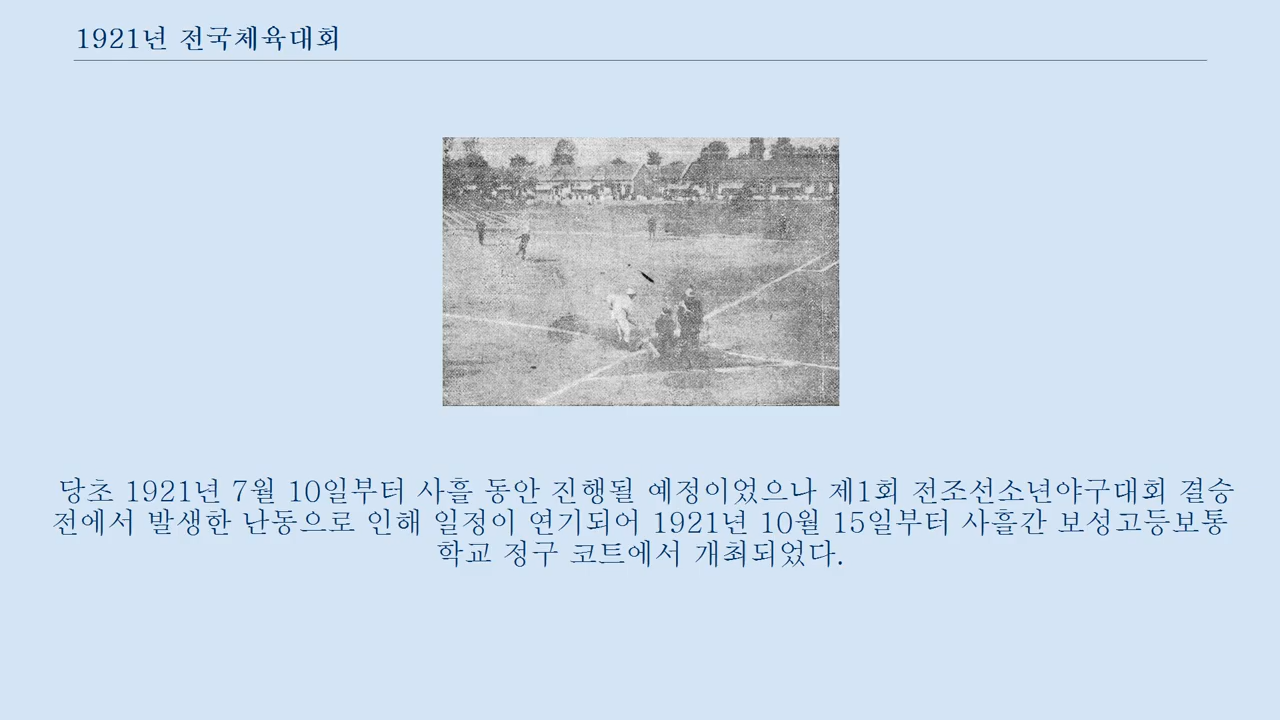 1921년 전국체육대회
당초 1921년 7월 10일부터 사흘 동안 진행될 예정이었으나 제1회 전조선소년야구대회 결승
전에서 발생한 난동으로 인해 일정이 연기되어 1921년 10월 15일부터 사흘간 보성고등보통
학교 정구 코트에서 개최되었다.